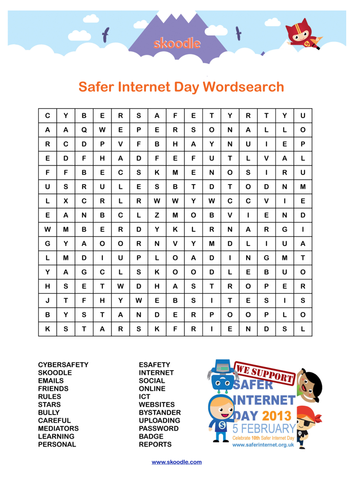 skoodle
Safer Internet Day Wordsearch
C Y B E R S A F E T Y R T Y U
A A Q W E P E R S O N A L L O
R C D P V F B H A Y N U I E P
E D F H A D F E F U T L V A L
F F B E C S K M E N O S I R U
U S R U L E S B T D T O D N M
L X C R L R W W Y W C C V I E
E A N B C L Z M O B V I E N D
W M B E R D Y K L R N A R G I
G Y A O O R N V Y M D L I U A
L M D I U P L O A D I N G M T
Y A G C L S K O O D L E B U O
H S E T W D H A S T R O P E R
J T F H Y W E B S I T E S I S
B Y S T A N D E R P O O P L O
K S T A R S K F R I E N D S L
CYBERSAFETY
SKOODLE
EMAILS
FRIENDS
RULES
STARS
BULLY
CAREFUL
MEDIATORS
LEARNING
PERSONAL
ESAFETY
INTERNET
SOCIAL
ONLINE
ICT
WEBSITES
BYSTANDER
UPLOADING
PASSWORD
BADGE
REPORTS
WE SUPPORT
SAFER
INTERNET
DAY 2013
5 FEBRUARY
Celebrate 10th Safer Internet Day
www.saferinternet.org.uk
www.skoodle.com